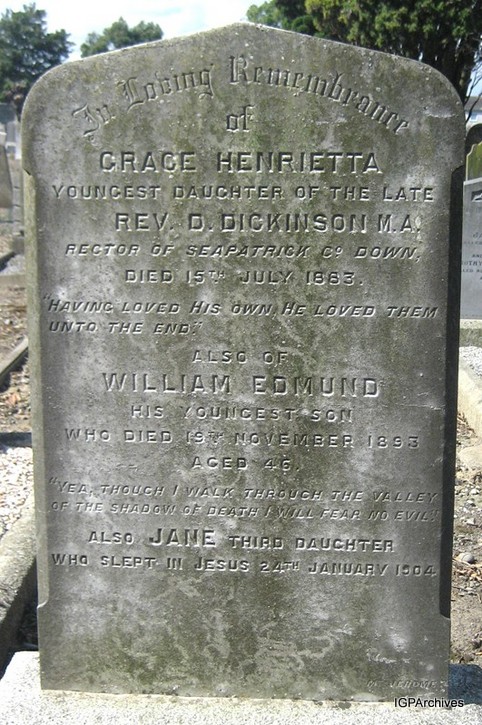 In Loving Remembrance
of
GRACE HENRIETTA
YOUNGEST DAUGHTER OF THE LATE
REV. D. DICKINSON M.A.
RECTOR OF SEAPATRICK Co DOWN,
DIED 15TH JULY 1883.
"HAVING LOVED HIS OWN, HE LOVED THEM
UNTO THE END."
ALSO OF
WILLIAM EDMUND
HIS YOUNGEST SON
WHO DIED 19TH NOVEMBER 1893
AGED 46.
"YEA, THOUGH I WALK THROUGH THE VALLEY
OF THE SHADOW OF DEATH I WILL FEAR NO EVIL."
ALSO JANE THIRD DAUGHTER
WHO SLEPT IN JESUS 24TH JANUARY 1904
IGPArchives